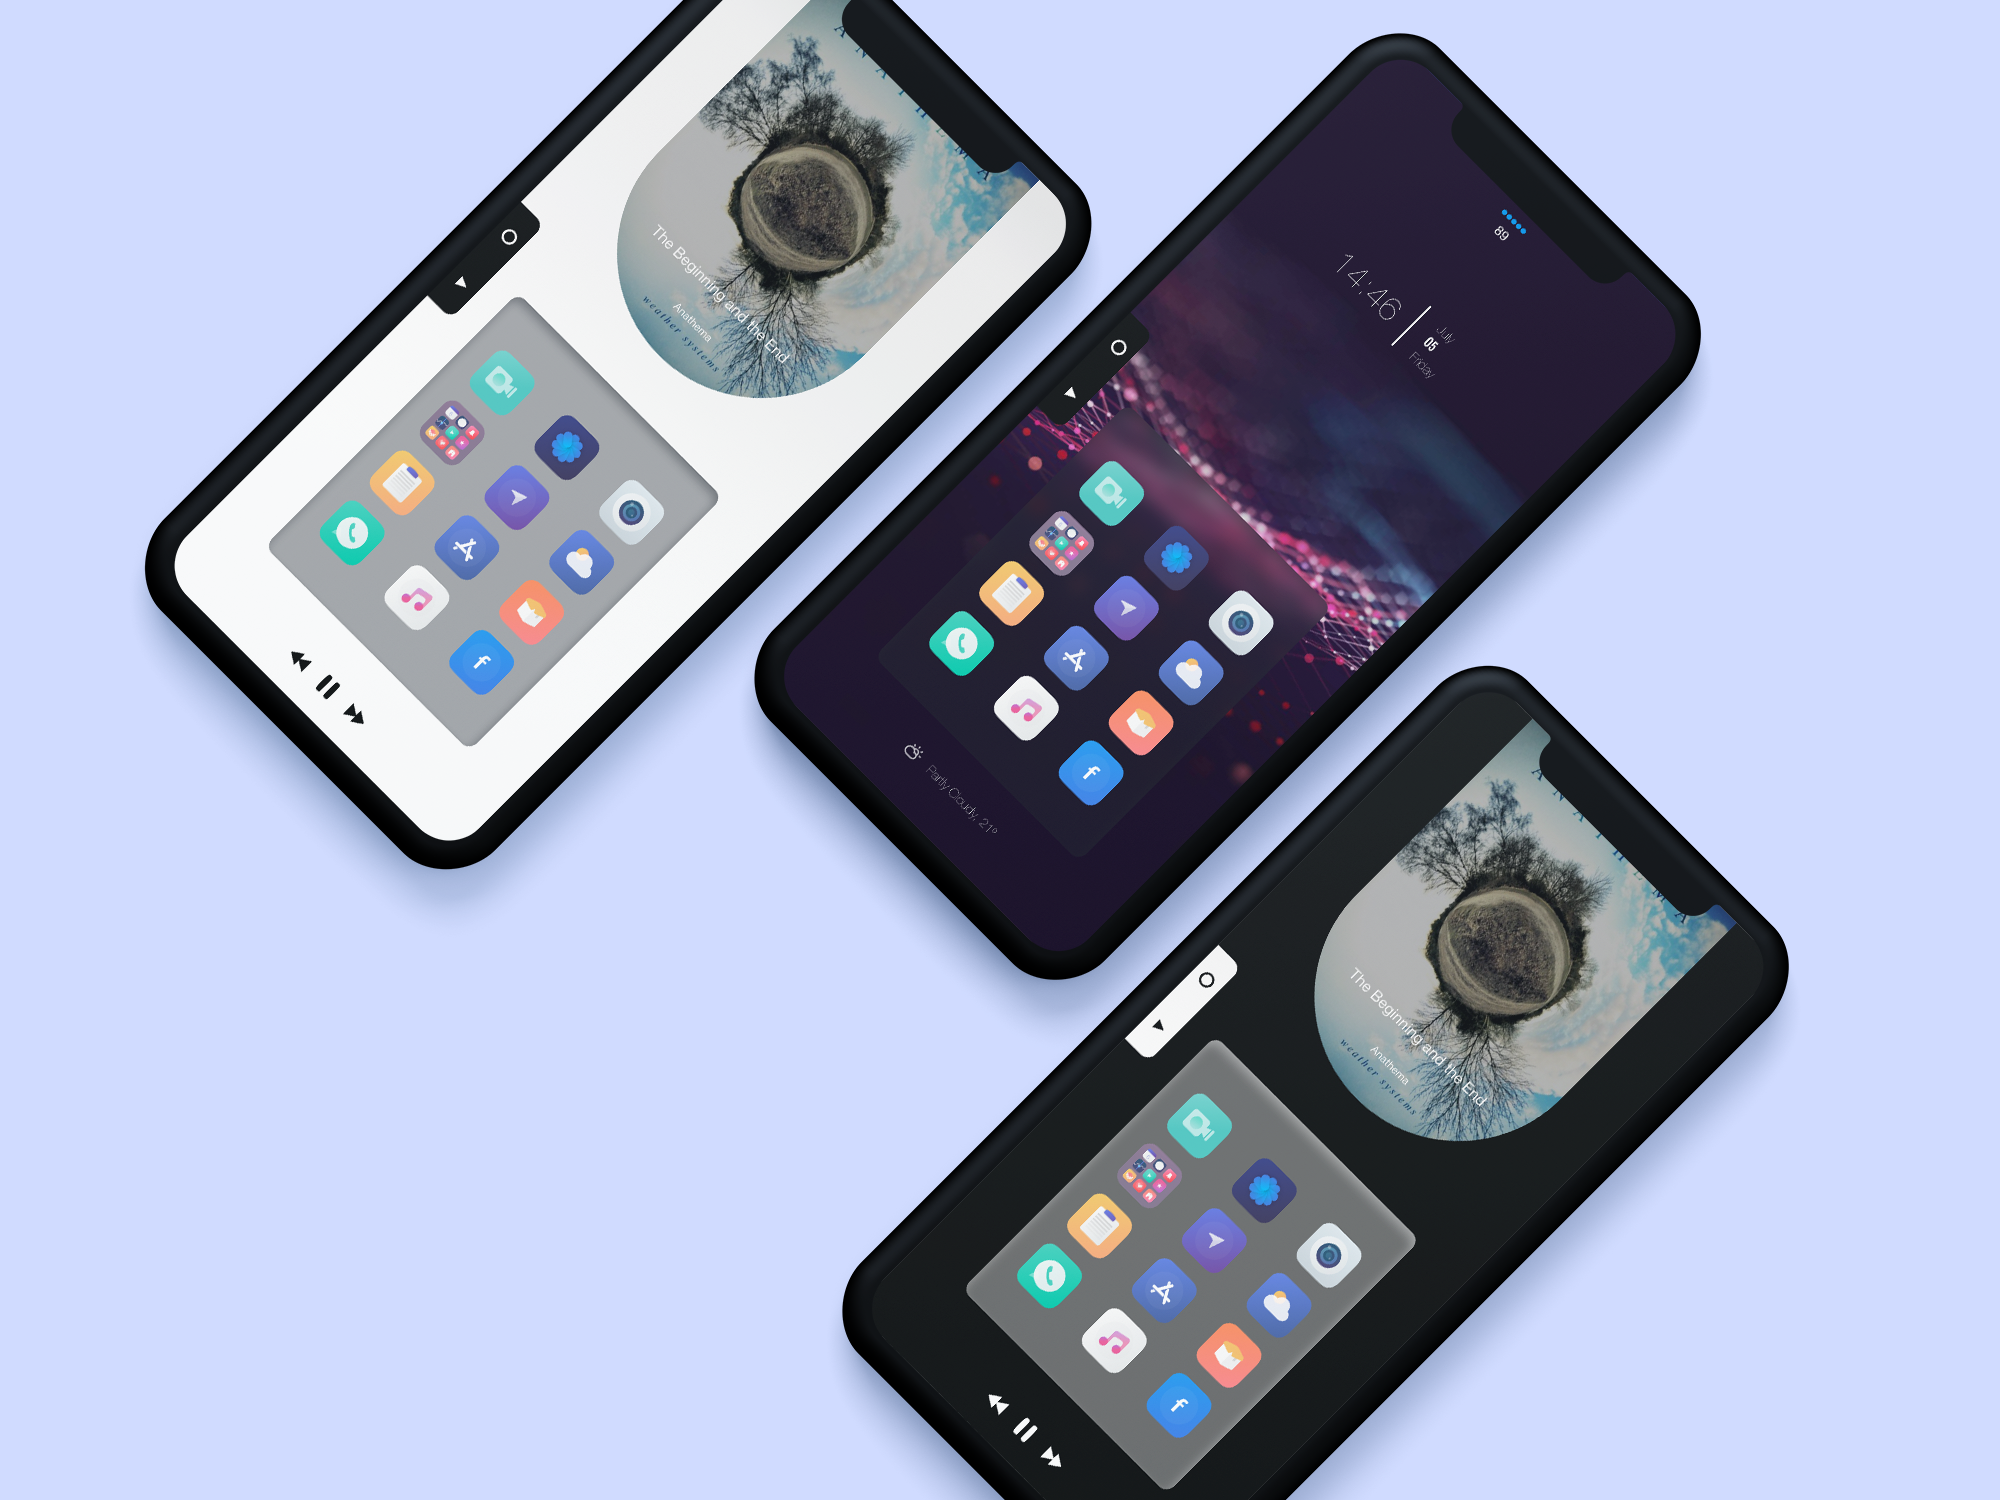 ANATHEMA
The Beginning and the End
Anathema
weather systems
89
14:46
July
05
Friday
Partly Cloudy, 21°
f
ANATHEMA
The Beginning and the End
Anathema
weather systems
f
f